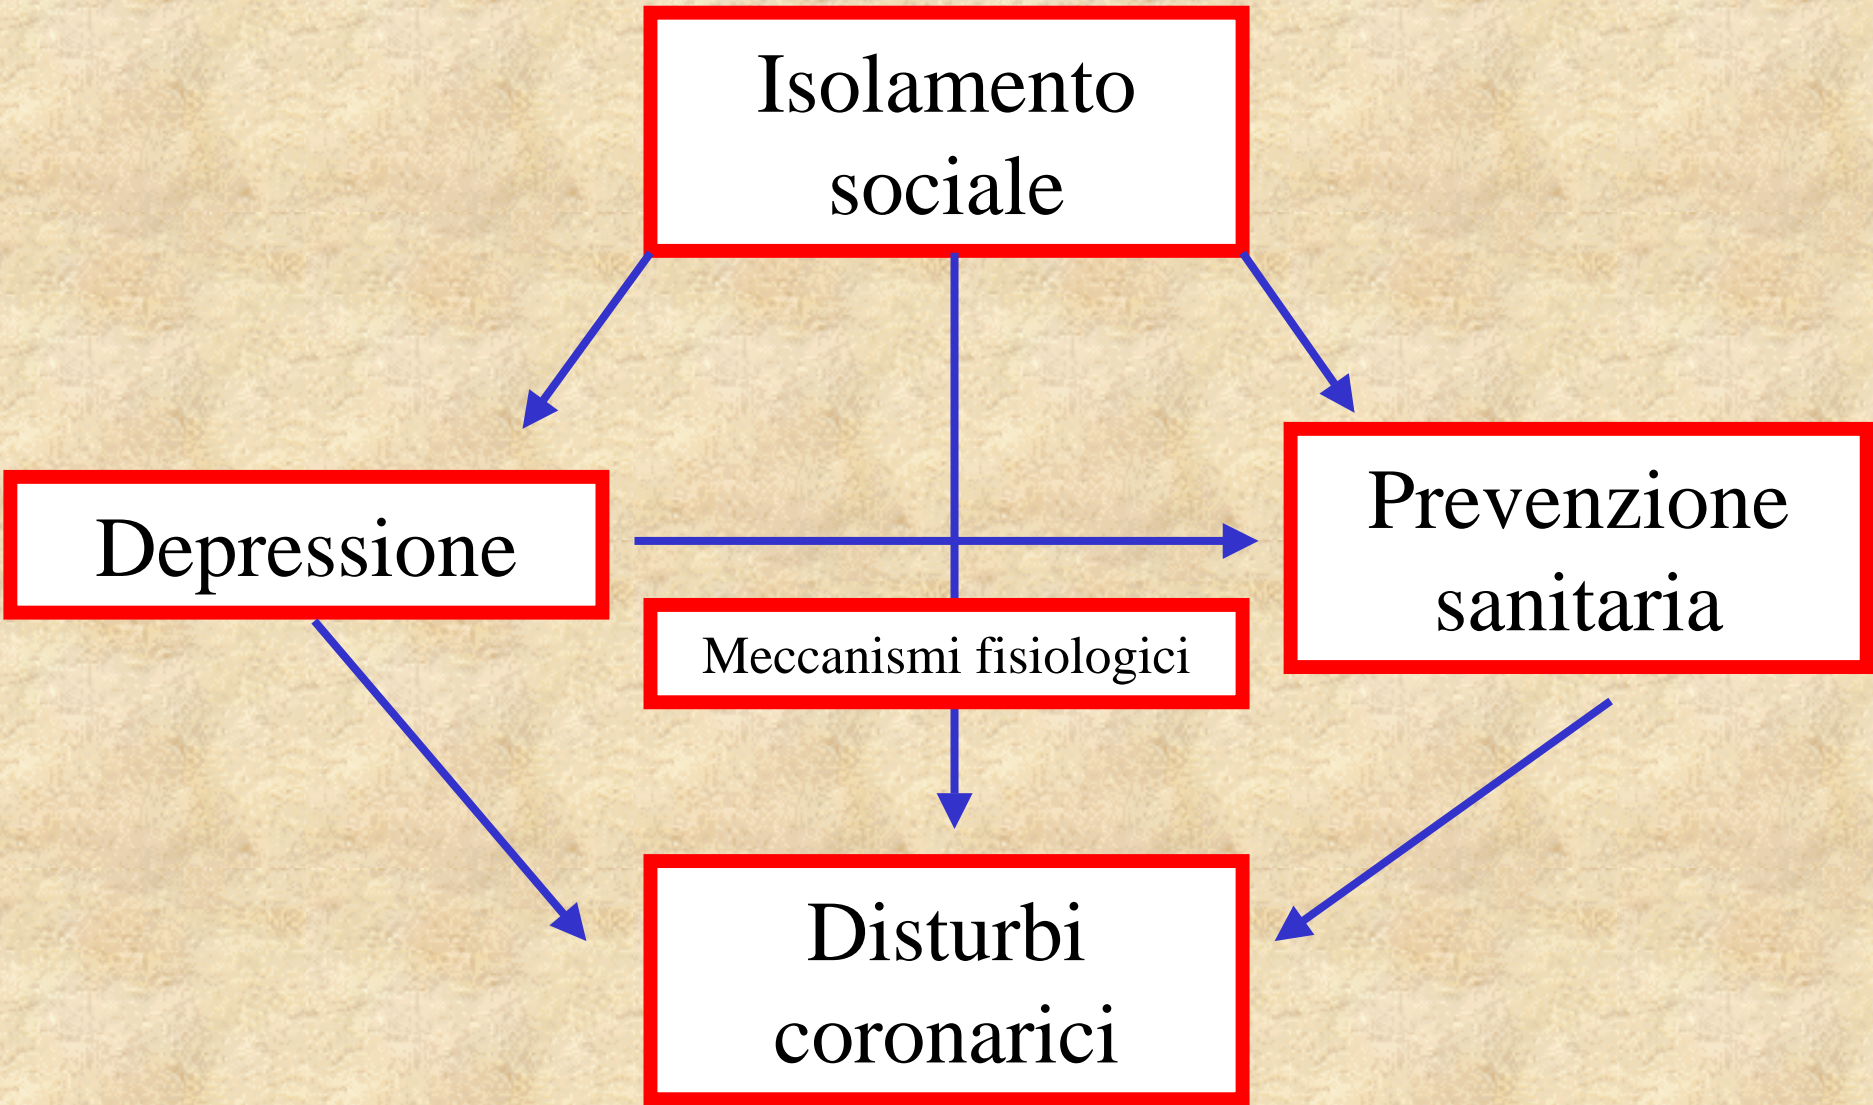 Isolamento
sociale
Depressione
Prevenzione
sanitaria
Meccanismi fisiologici
Disturbi
coronarici